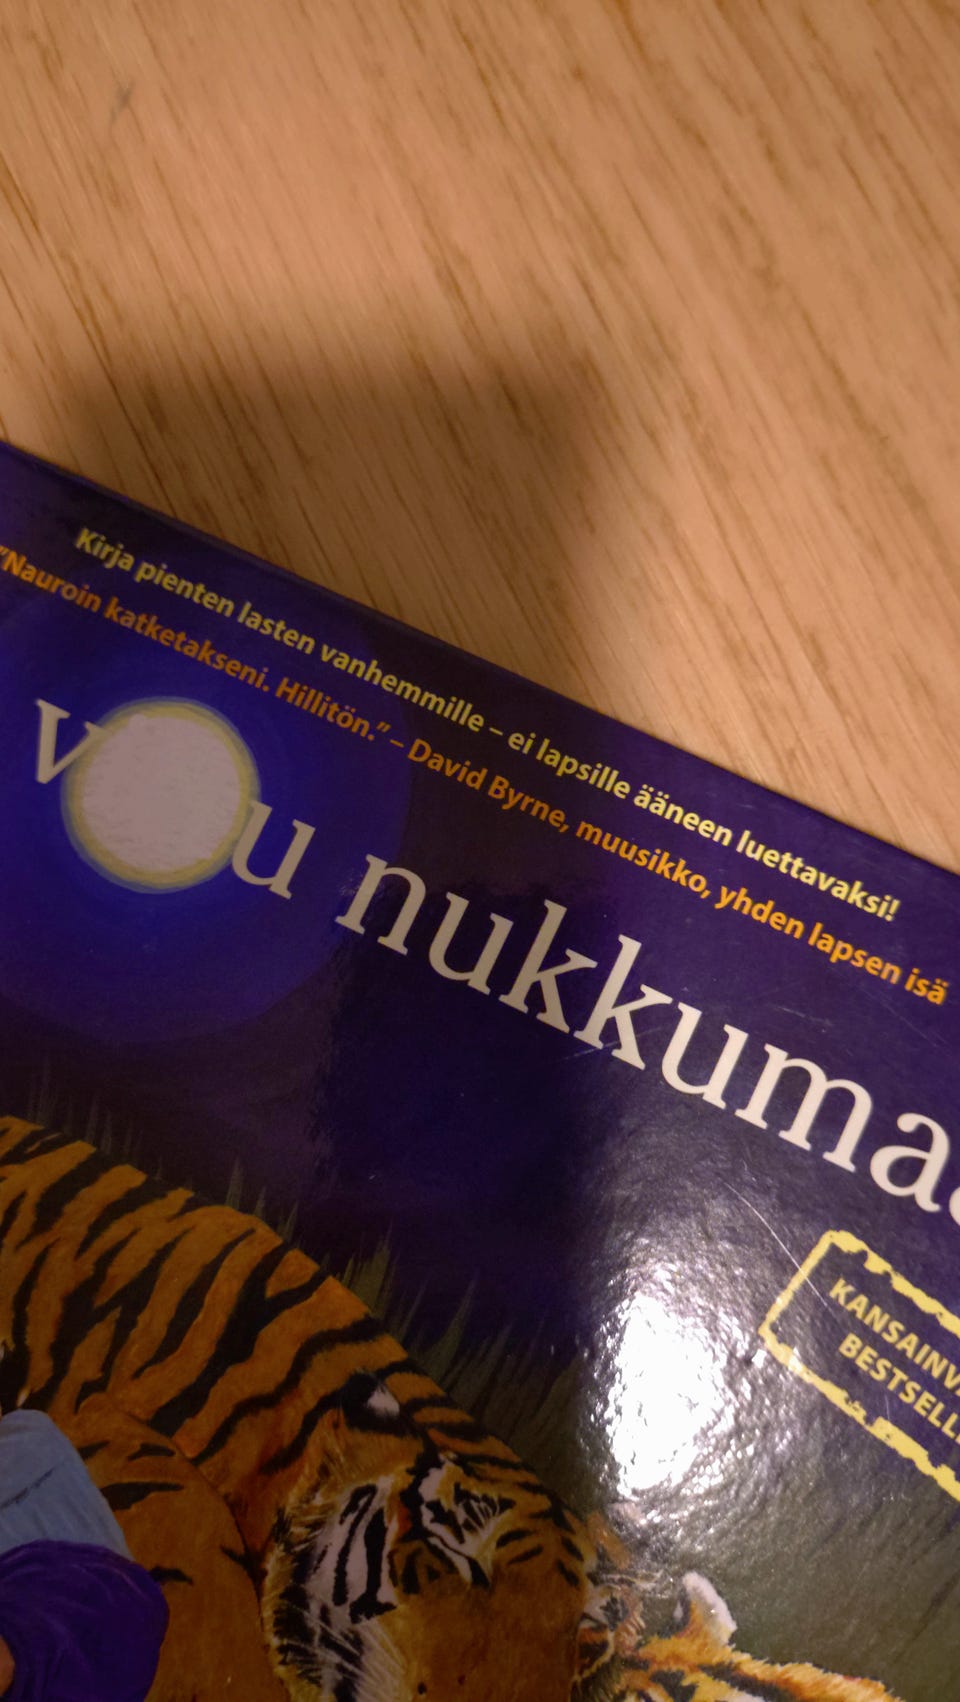 Kirja pienten lasten vanhemmille – ei lapsille ääneen luettavaksi!
"Nauroin katketakseni. Hillitön." – David Byrne, muusikko, yhden lapsen isä
v u nukkuma
KANSAINV
BESTSELL